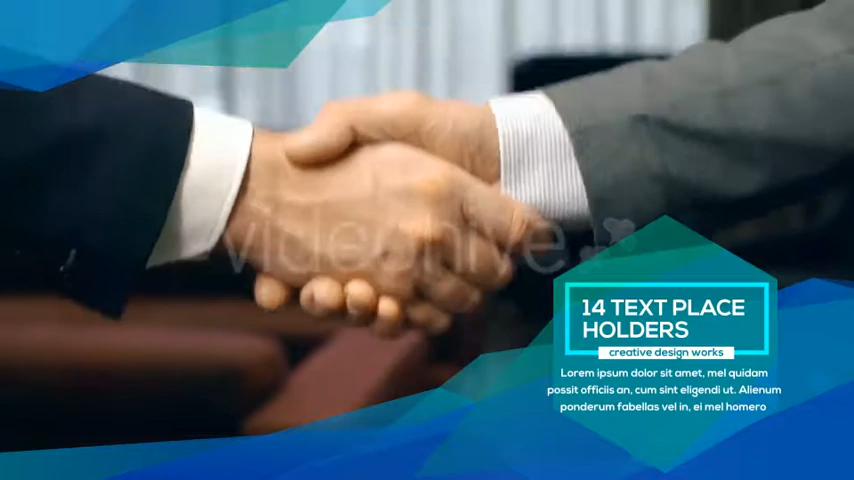 videohive
14 TEXT PLACE
HOLDERS
creative design works
Lorem ipsum dolor sit amet, mel quidam
possit officiis an, cum sint eligendi ut. Alienum
ponderum fabellas vel in, ei mel homero